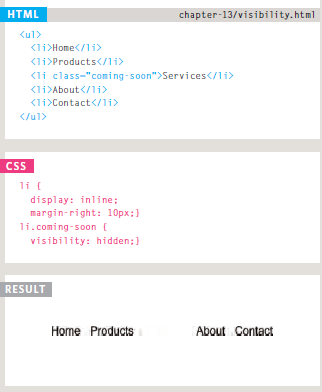 HTML chapter-13/visibility.html
<ul>
<li>Home</li>
<li>Products</li>
<li class="coming-soon">Services</li>
<li>About</li>
<li>Contact</li>
</ul>
CSS
li {
display: inline;
margin-right: 10px;}
li.coming-soon {
visibility: hidden;}
RESULT
Home Products About Contact